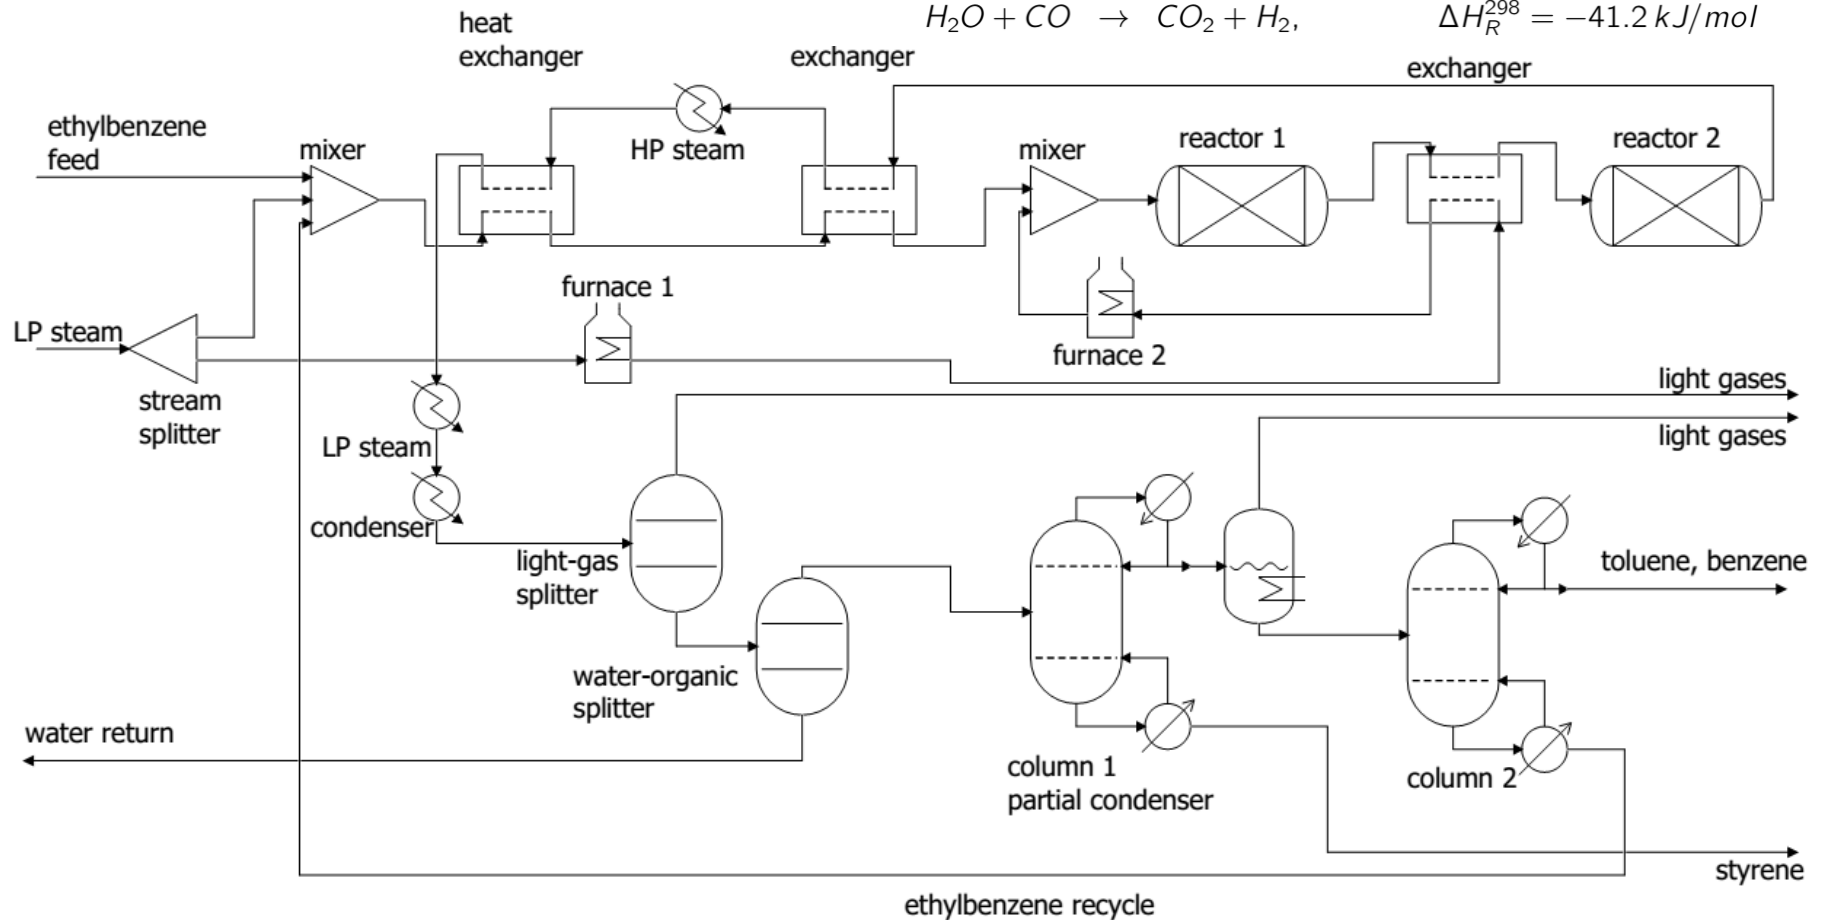 H₂O + CO → CO₂ + H₂, ΔH_R^298 = −41.2 kJ/mol
heat
exchanger
exchanger
exchanger
ethylbenzene
feed
mixer
HP steam
mixer
reactor 1
reactor 2
furnace 1
LP steam
furnace 2
stream
splitter
light gases
light gases
LP steam
condenser
light-gas
splitter
toluene, benzene
water-organic
splitter
water return
column 1
partial condenser
column 2
styrene
ethylbenzene recycle